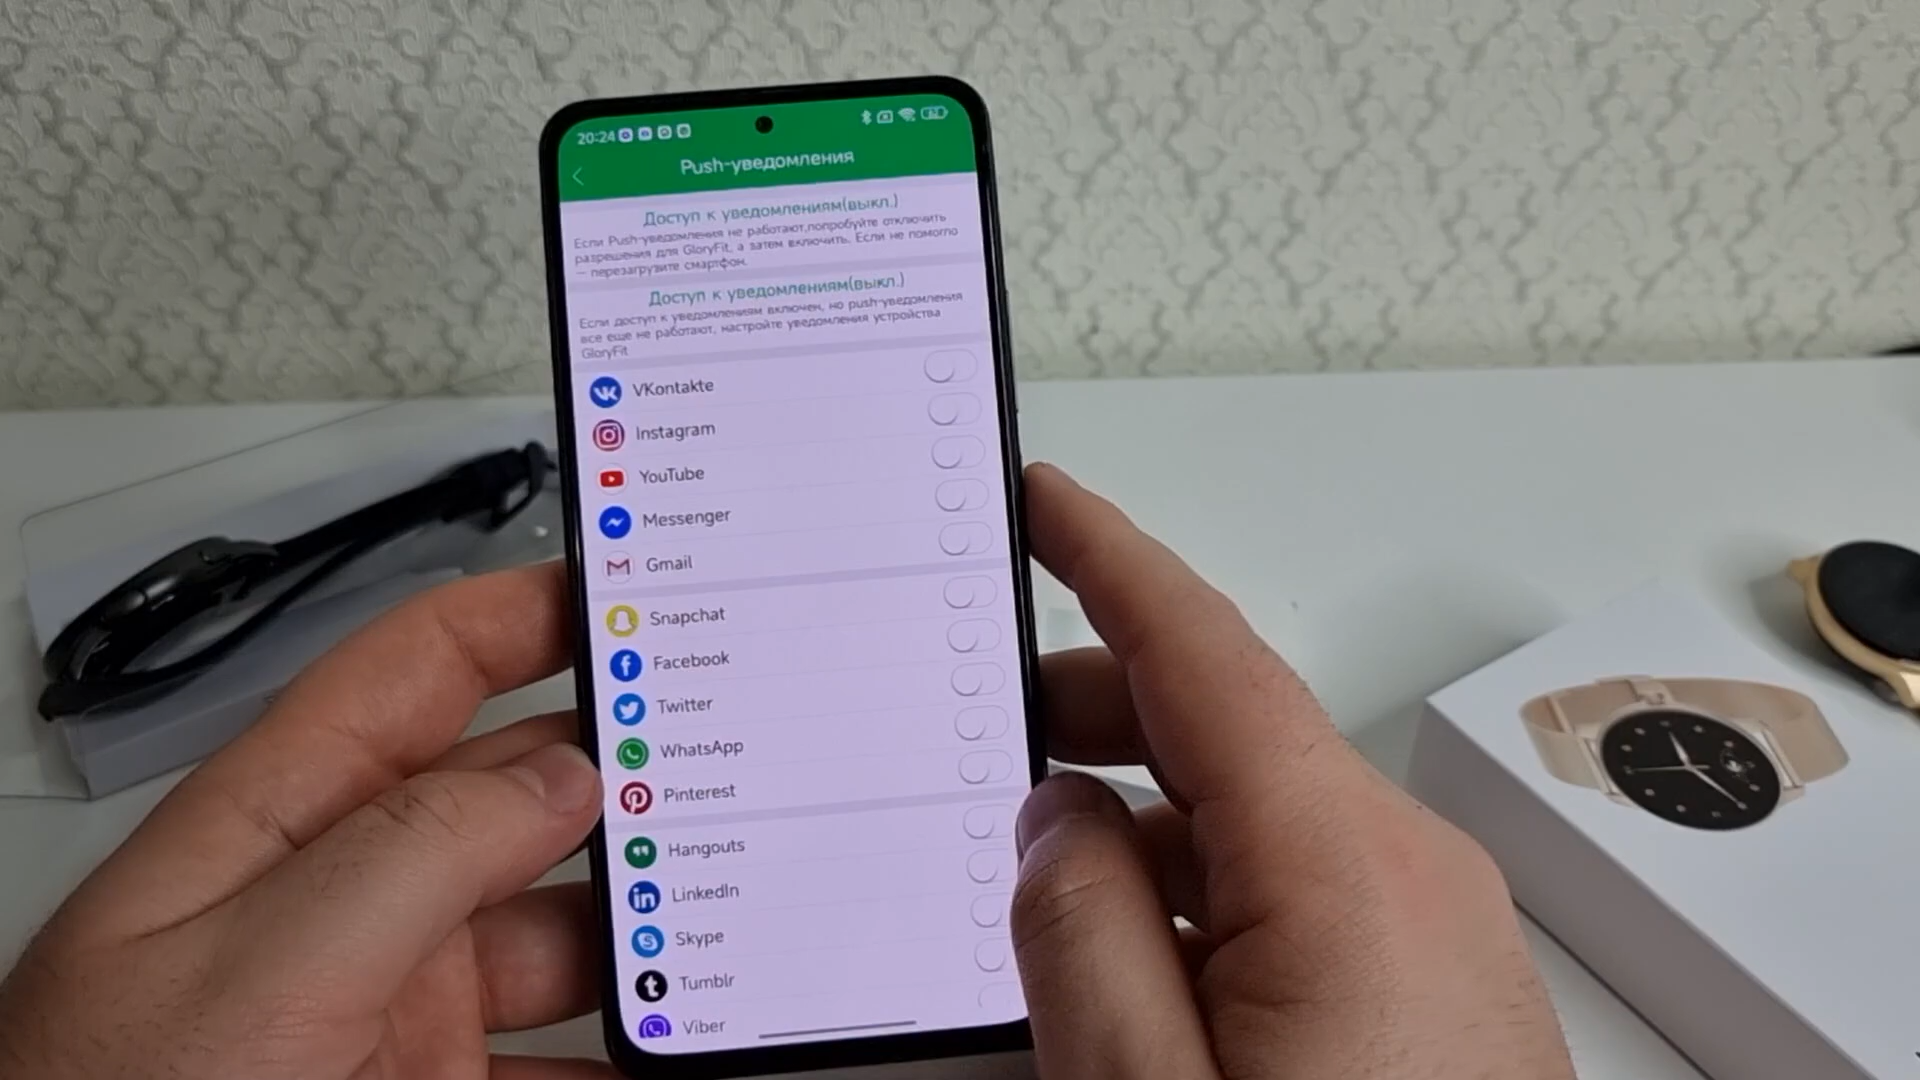 20:24
Push-уведомления
Доступ к уведомлениям(выкл.)
Если Push-уведомления не работают,попробуйте отключить
разрешения для GloryFit, а затем включить. Если не помогло
— перезагрузите смартфон.
Доступ к уведомлениям(выкл.)
Если доступ к уведомлениям включен, но push-уведомления
все еще не работают, настройте уведомления устройства
GloryFit
VKontakte
Instagram
YouTube
Messenger
Gmail
Snapchat
Facebook
Twitter
WhatsApp
Pinterest
Hangouts
LinkedIn
Skype
Tumblr
Viber